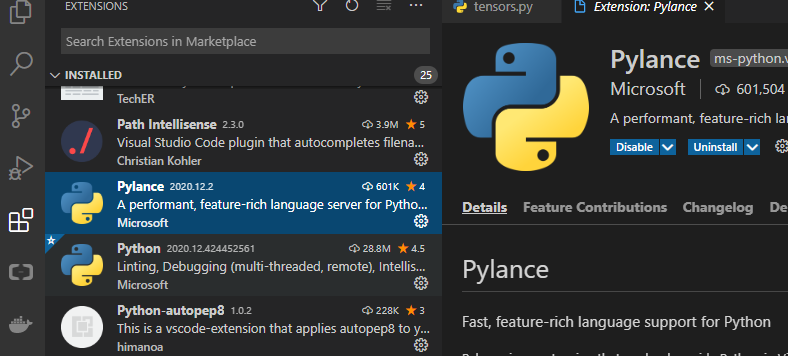 EXTENSIONS
Search Extensions in Marketplace
INSTALLED 25
TechER
Path Intellisense 2.3.0 3.9M 5
Visual Studio Code plugin that autocompletes filena...
Christian Kohler
Pylance 2020.12.2 601K 4
A performant, feature-rich language server for Pytho...
Microsoft
Python 2020.12.424452561 28.8M 4.5
Linting, Debugging (multi-threaded, remote), Intellis...
Microsoft
Python-autopep8 1.0.2 228K 3
This is a vscode-extension that applies autopep8 to y...
himanoa
tensors.py Extension: Pylance
Pylance ms-python.v
Microsoft 601,504
A performant, feature-rich lan
Disable Uninstall
Details Feature Contributions Changelog De
Pylance
Fast, feature-rich language support for Python